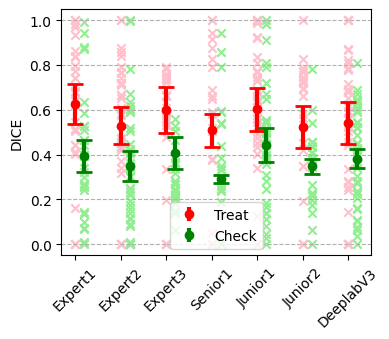 DICE
1.0
0.8
0.6
0.4
0.2
0.0
Treat
Check
Expert1
Expert2
Expert3
Senior1
Junior1
Junior2
DeeplabV3